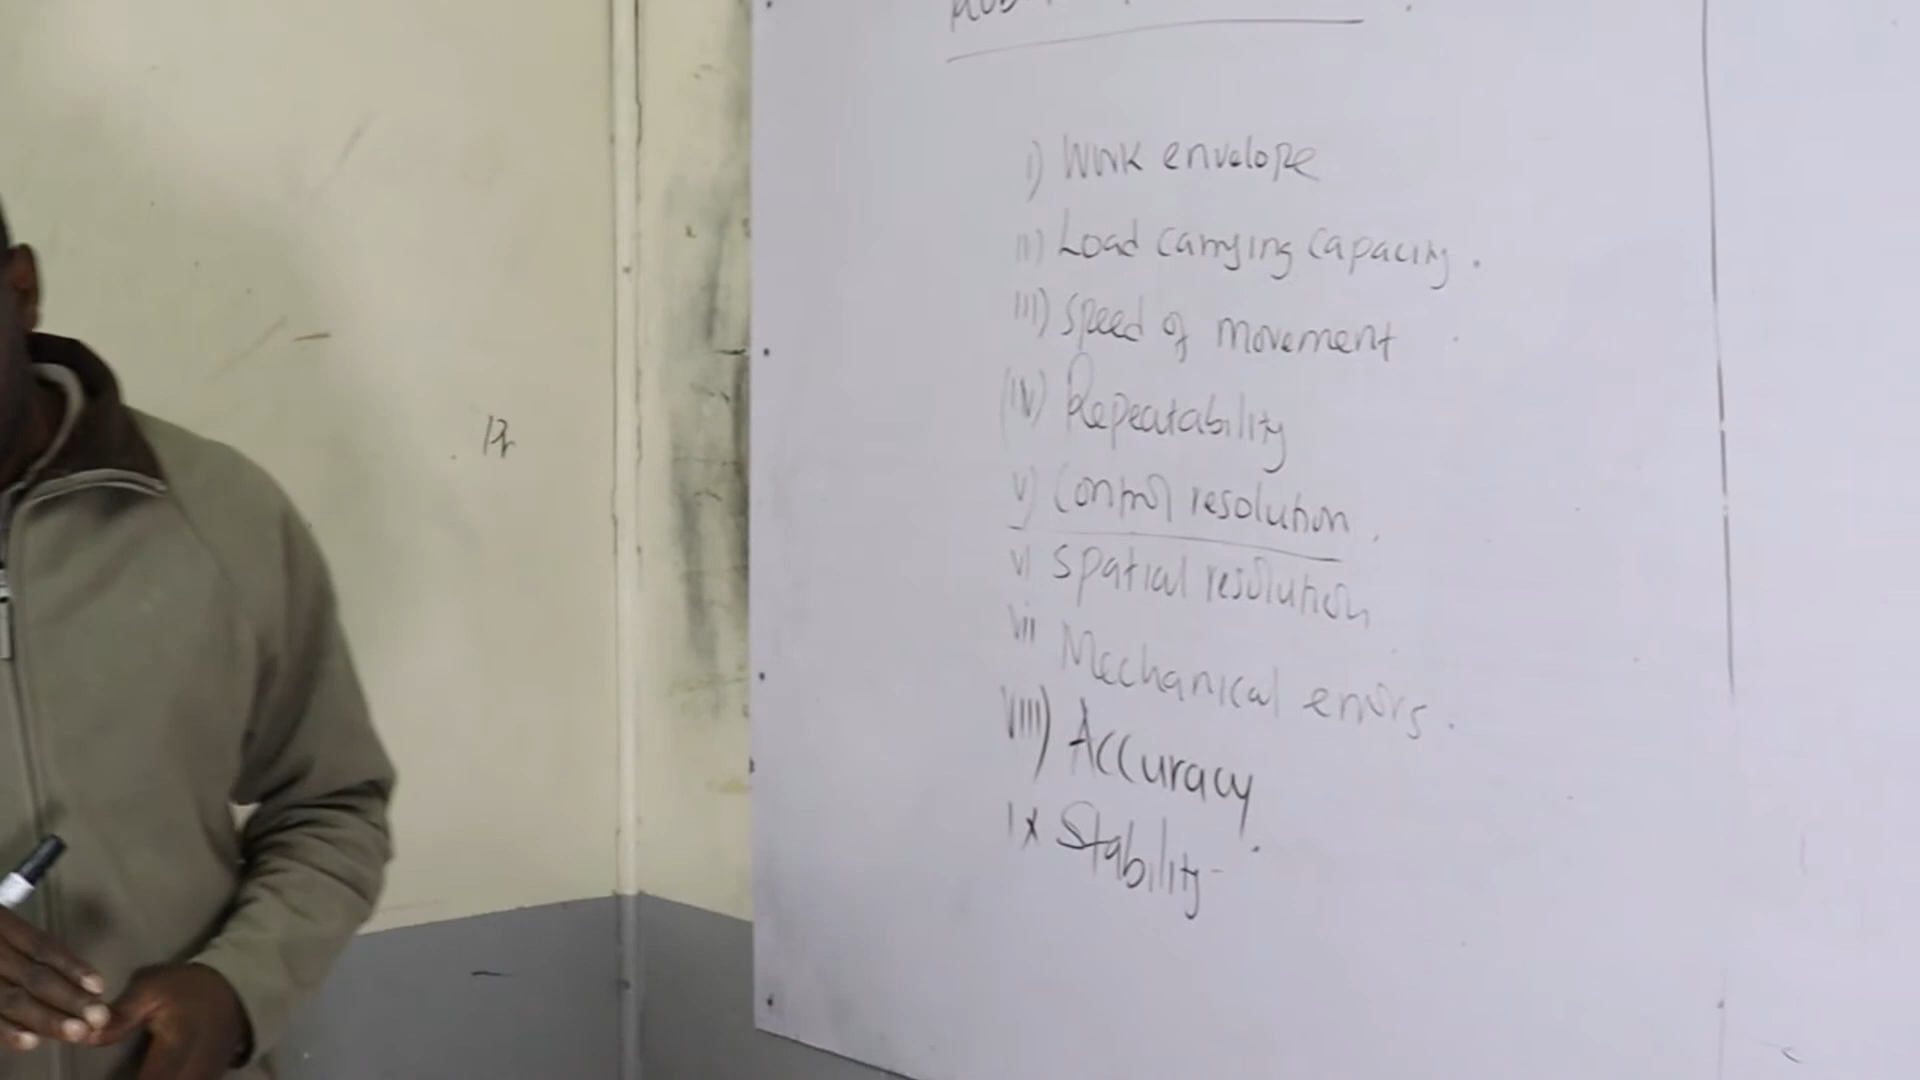 i) Work envelope
ii) Load carrying capacity.
iii) Speed of movement
(iv) Repeatability
v) Control resolution.
vi Spatial resolution
vii Mechanical errors.
viii) Accuracy
ix Stability